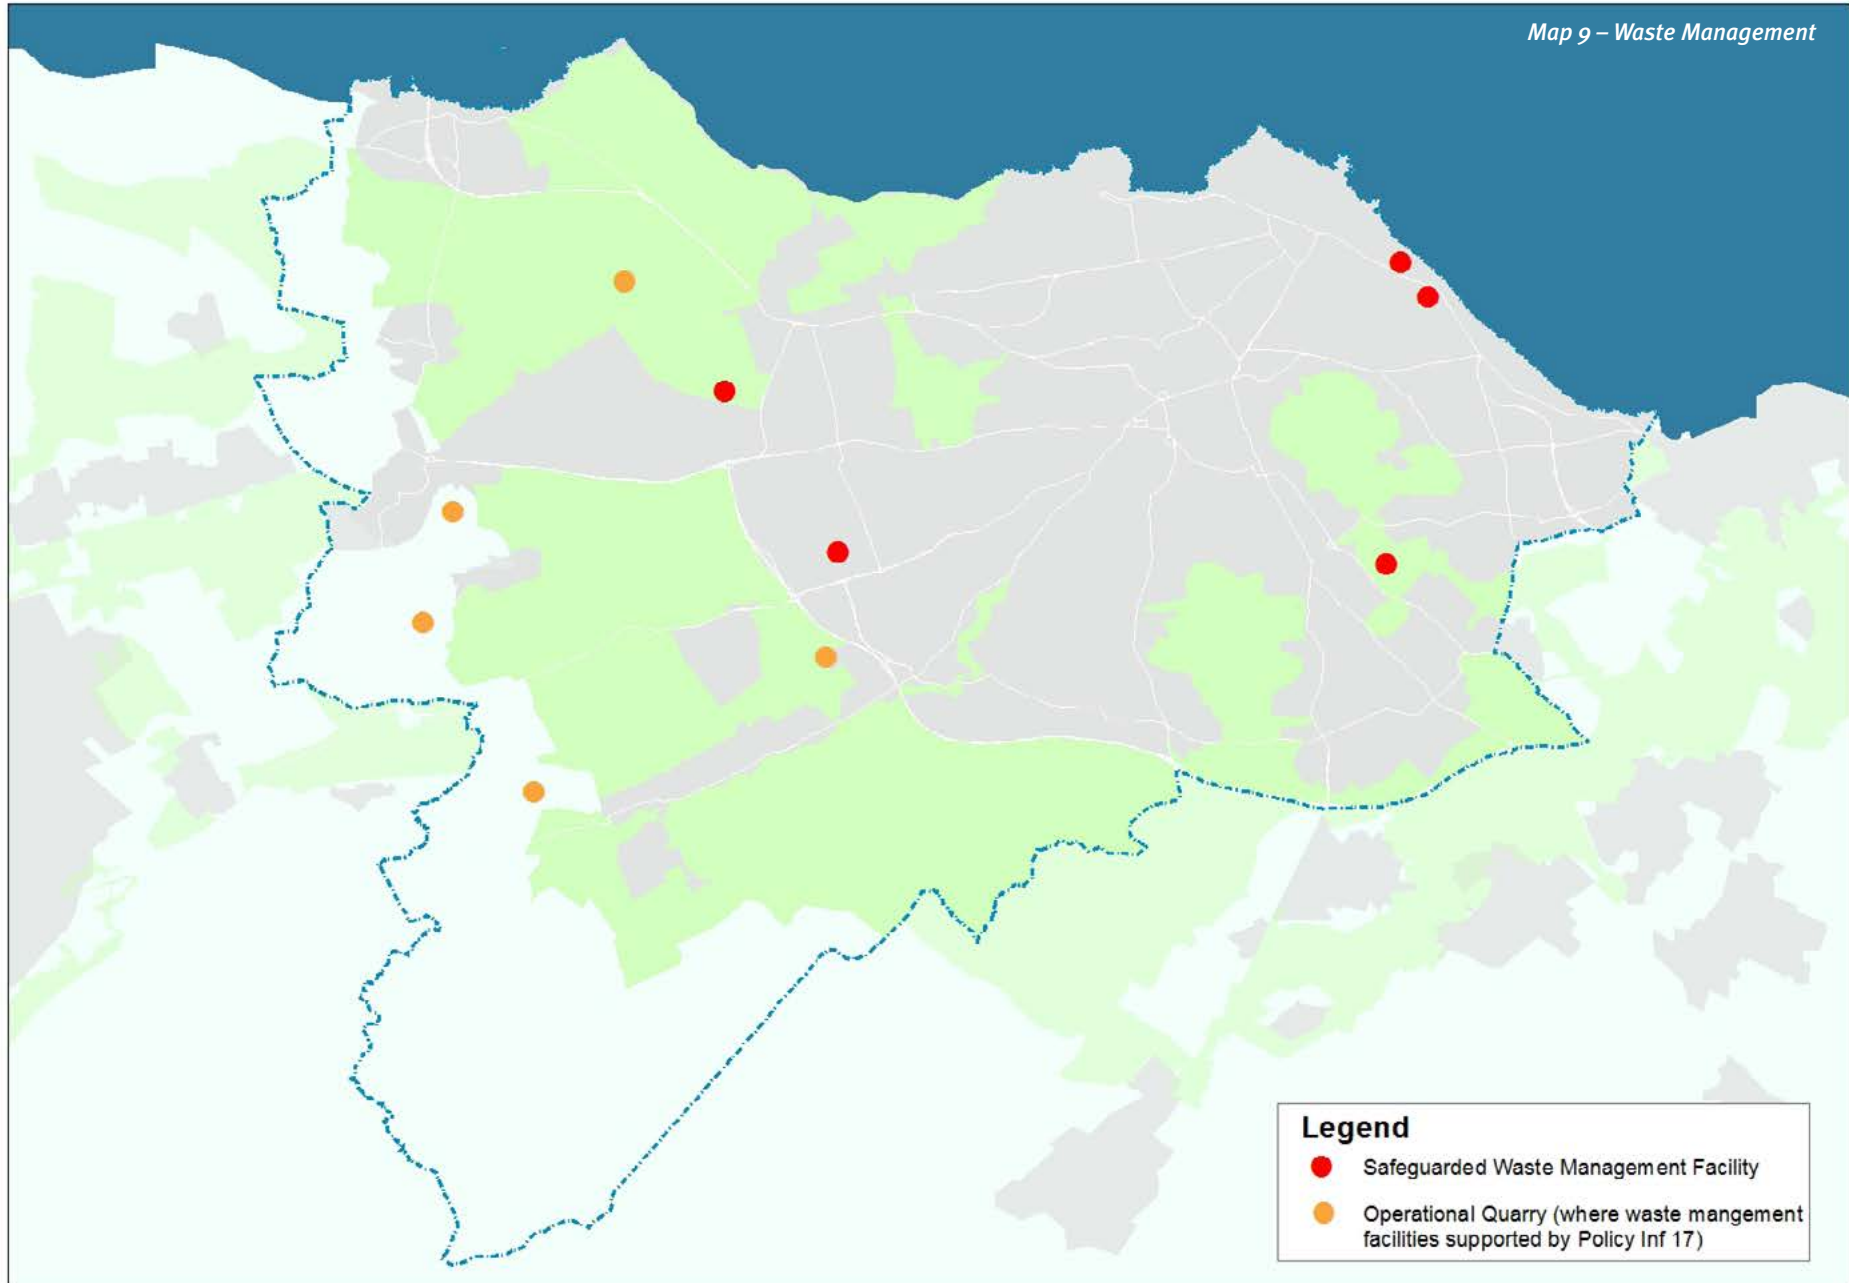 Map 9 – Waste Management
Legend
Safeguarded Waste Management Facility
Operational Quarry (where waste mangement
facilities supported by Policy Inf 17)